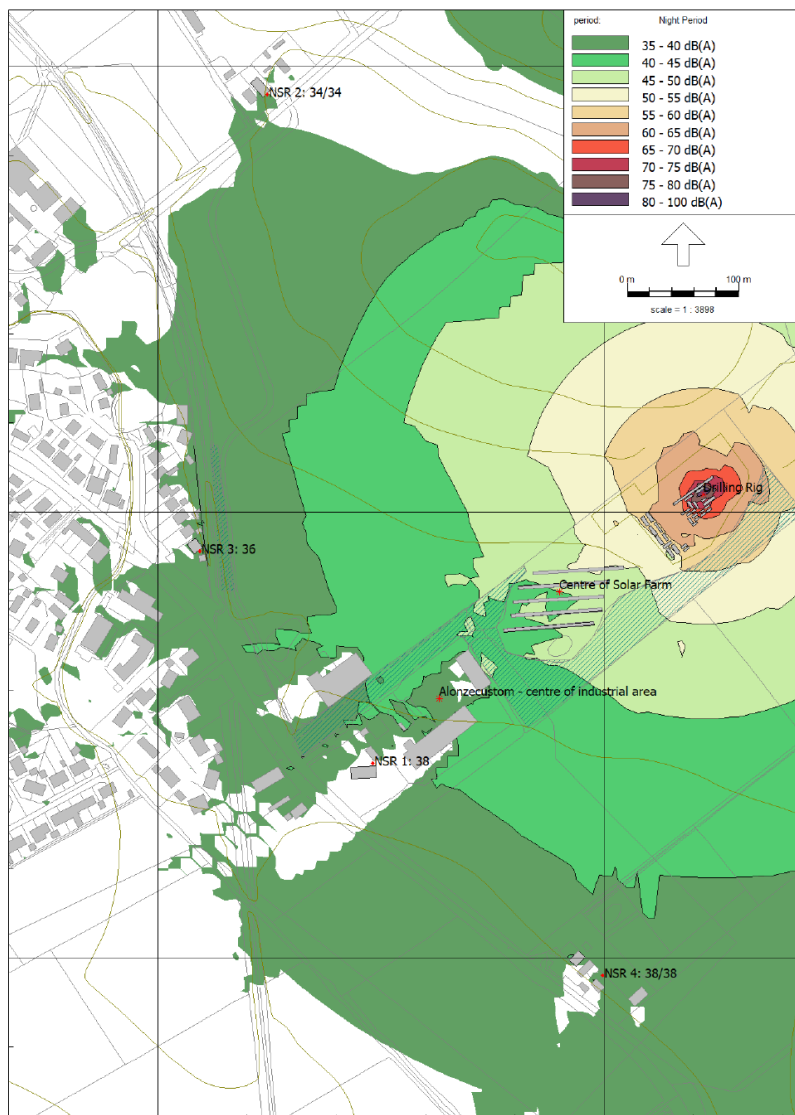 period: Night Period
35 - 40 dB(A)
40 - 45 dB(A)
45 - 50 dB(A)
50 - 55 dB(A)
55 - 60 dB(A)
60 - 65 dB(A)
65 - 70 dB(A)
70 - 75 dB(A)
75 - 80 dB(A)
80 - 100 dB(A)
0 m 100 m
scale = 1 : 3898
NSR 2: 34/34
Drilling Rig
NSR 3: 36
Centre of Solar Farm
Alonzecustom - centre of industrial area
NSR 1: 38
NSR 4: 38/38